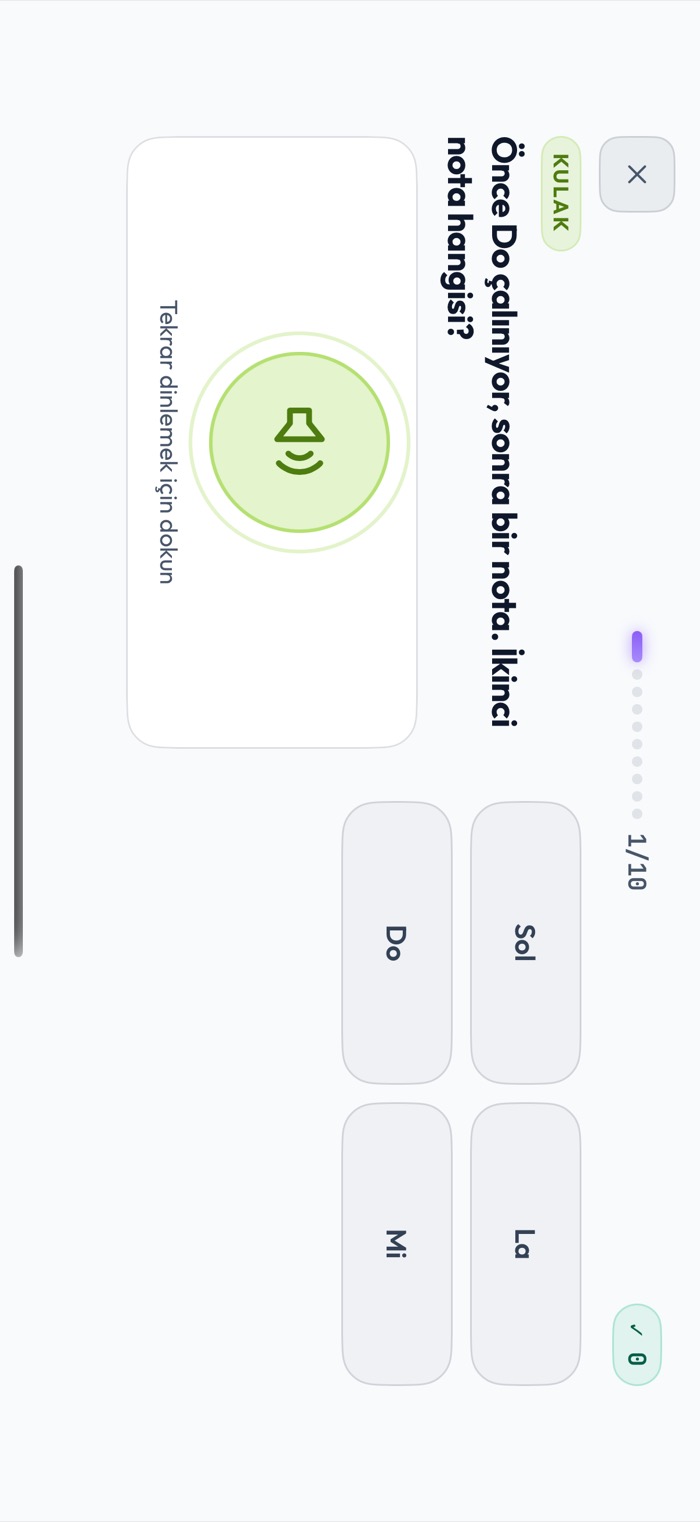 1/10
✓ 0
KULAK
Önce Do çalınıyor, sonra bir nota. İkinci
nota hangisi?
Tekrar dinlemek için dokun
Sol
La
Do
Mi